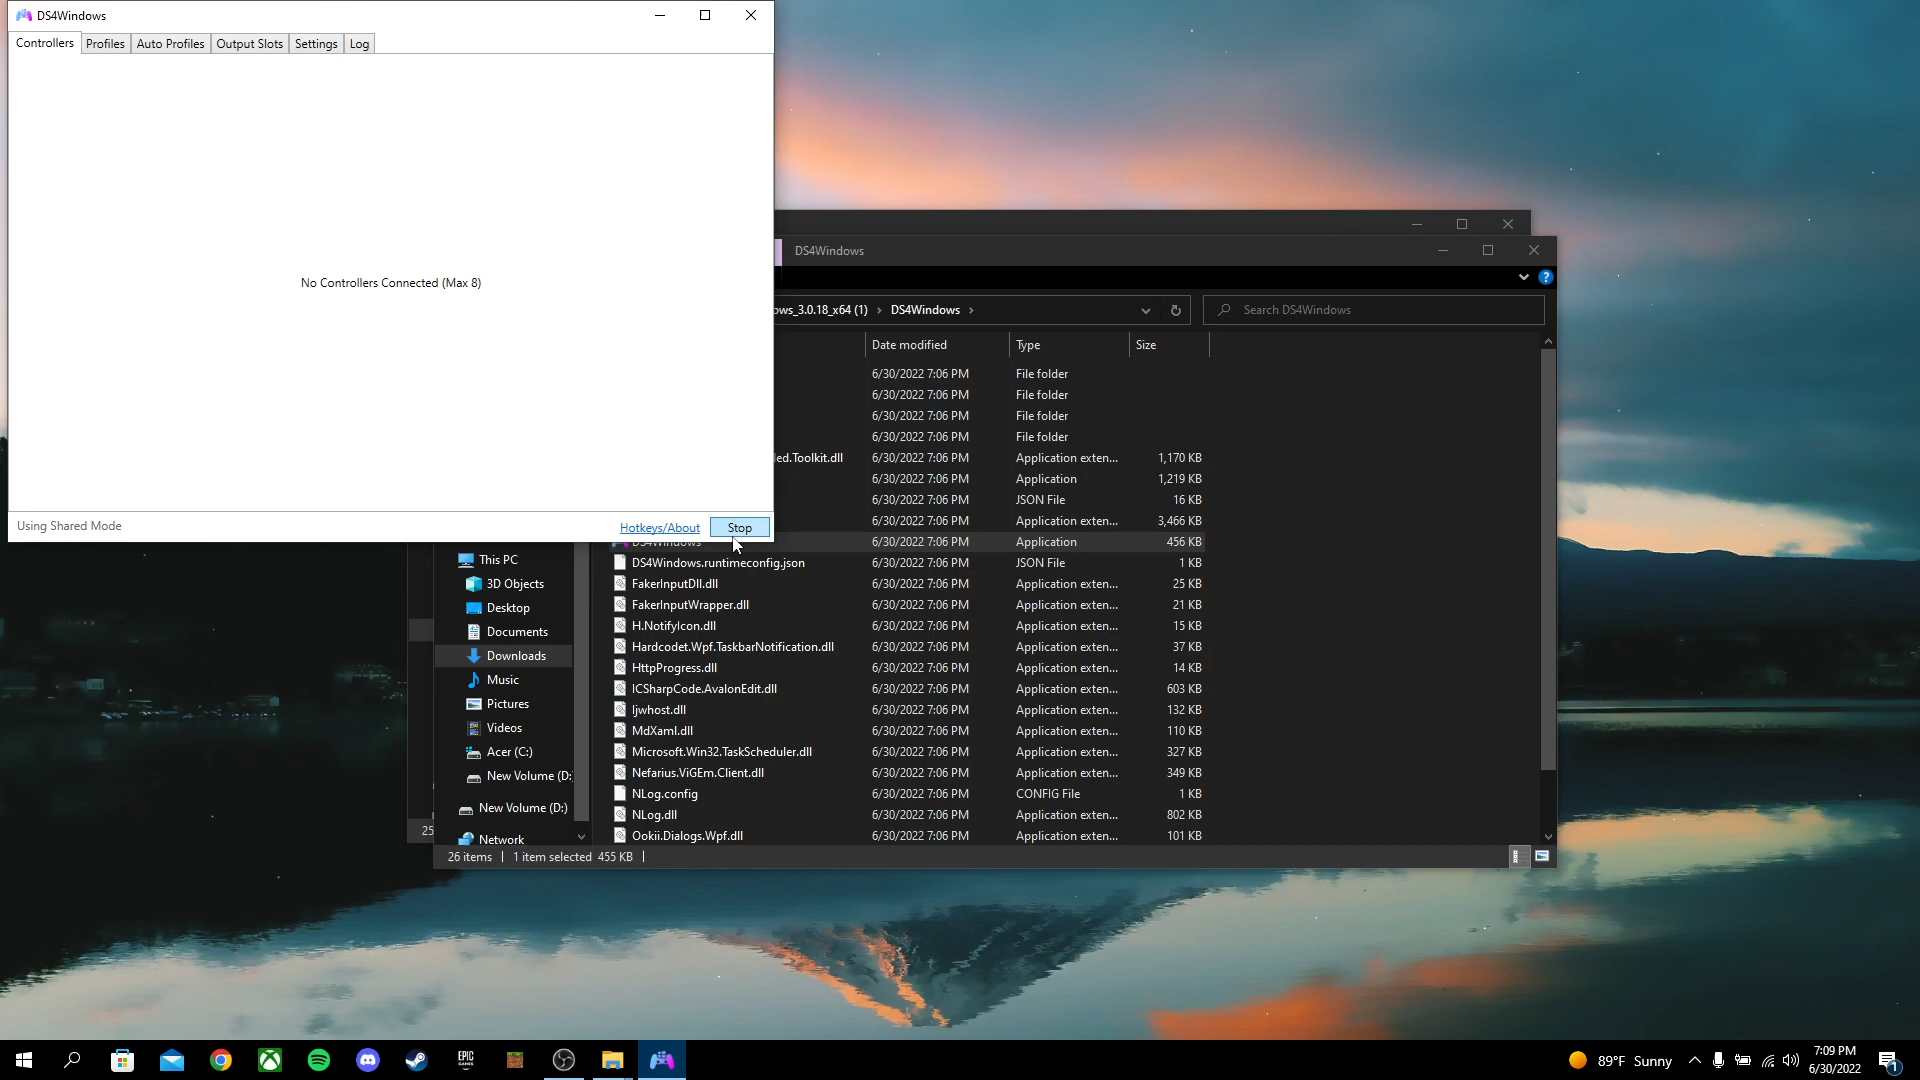 DS4Windows
Controllers
Profiles
Auto Profiles
Output Slots
Settings
Log
No Controllers Connected (Max 8)
Using Shared Mode
Hotkeys/About
Stop
DS4Windows
ows_3.0.18_x64 (1) > DS4Windows >
Search DS4Windows
Date modified
Type
Size
6/30/2022 7:06 PM File folder
6/30/2022 7:06 PM File folder
6/30/2022 7:06 PM File folder
6/30/2022 7:06 PM File folder
ed.Toolkit.dll 6/30/2022 7:06 PM Application exten... 1,170 KB
6/30/2022 7:06 PM Application 1,219 KB
6/30/2022 7:06 PM JSON File 16 KB
6/30/2022 7:06 PM Application exten... 3,466 KB
DS4Windows 6/30/2022 7:06 PM Application 456 KB
DS4Windows.runtimeconfig.json 6/30/2022 7:06 PM JSON File 1 KB
FakerInputDll.dll 6/30/2022 7:06 PM Application exten... 25 KB
FakerInputWrapper.dll 6/30/2022 7:06 PM Application exten... 21 KB
H.NotifyIcon.dll 6/30/2022 7:06 PM Application exten... 15 KB
Hardcodet.Wpf.TaskbarNotification.dll 6/30/2022 7:06 PM Application exten... 37 KB
HttpProgress.dll 6/30/2022 7:06 PM Application exten... 14 KB
ICSharpCode.AvalonEdit.dll 6/30/2022 7:06 PM Application exten... 603 KB
Ijwhost.dll 6/30/2022 7:06 PM Application exten... 132 KB
MdXaml.dll 6/30/2022 7:06 PM Application exten... 110 KB
Microsoft.Win32.TaskScheduler.dll 6/30/2022 7:06 PM Application exten... 327 KB
Nefarius.ViGEm.Client.dll 6/30/2022 7:06 PM Application exten... 349 KB
NLog.config 6/30/2022 7:06 PM CONFIG File 1 KB
NLog.dll 6/30/2022 7:06 PM Application exten... 802 KB
Ookii.Dialogs.Wpf.dll 6/30/2022 7:06 PM Application exten... 101 KB
This PC
3D Objects
Desktop
Documents
Downloads
Music
Pictures
Videos
Acer (C:)
New Volume (D:
New Volume (D:)
Network
25
26 items
1 item selected 455 KB
EPIC
GAMES
89°F Sunny
7:09 PM
6/30/2022
1